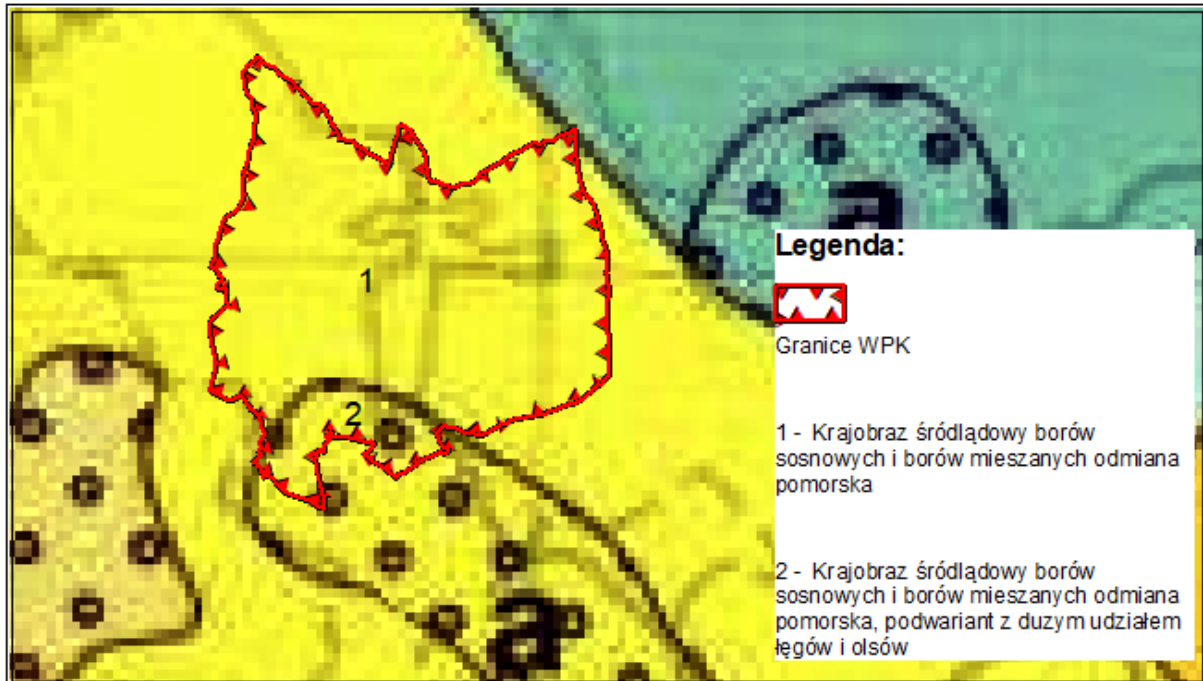 1
2
a
a
Legenda:
Granice WPK
1 - Krajobraz śródlądowy borów
sosnowych i borów mieszanych odmiana
pomorska
2 - Krajobraz śródlądowy borów
sosnowych i borów mieszanych odmiana
pomorska, podwariant z duzym udziałem
łęgów i olsów